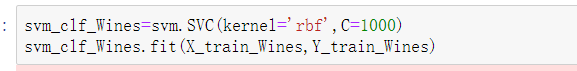 :
svm_clf_Wines=svm.SVC(kernel='rbf',C=1000)
svm_clf_Wines.fit(X_train_Wines,Y_train_Wines)